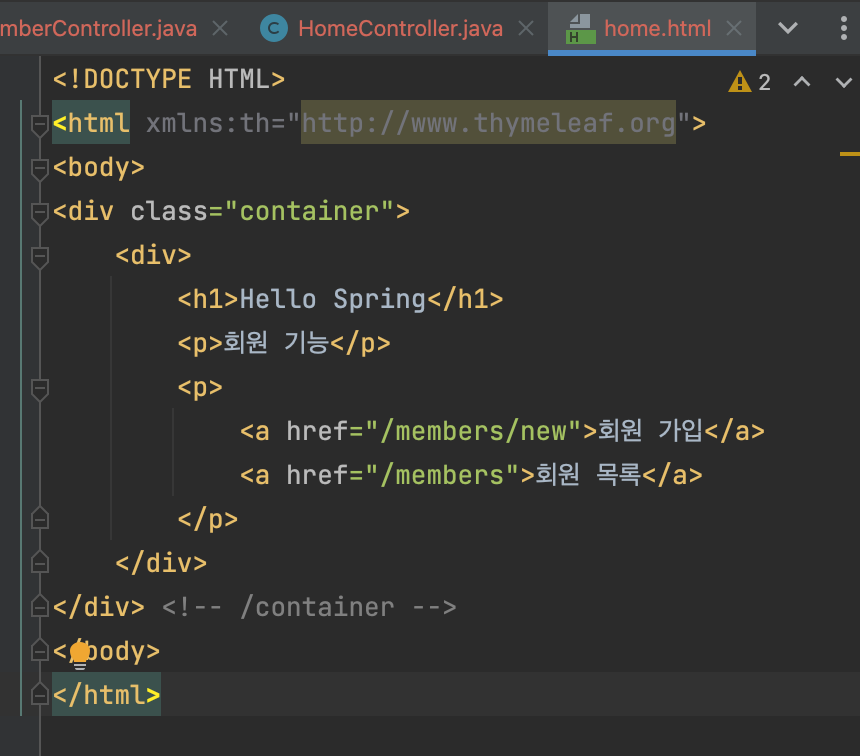 mberController.java HomeController.java home.html
<!DOCTYPE HTML> 2
<html xmlns:th="http://www.thymeleaf.org">
<body>
<div class="container">
<div>
<h1>Hello Spring</h1>
<p>회원 기능</p>
<p>
<a href="/members/new">회원 가입</a>
<a href="/members">회원 목록</a>
</p>
</div>
</div> <!-- /container -->
</body>
</html>